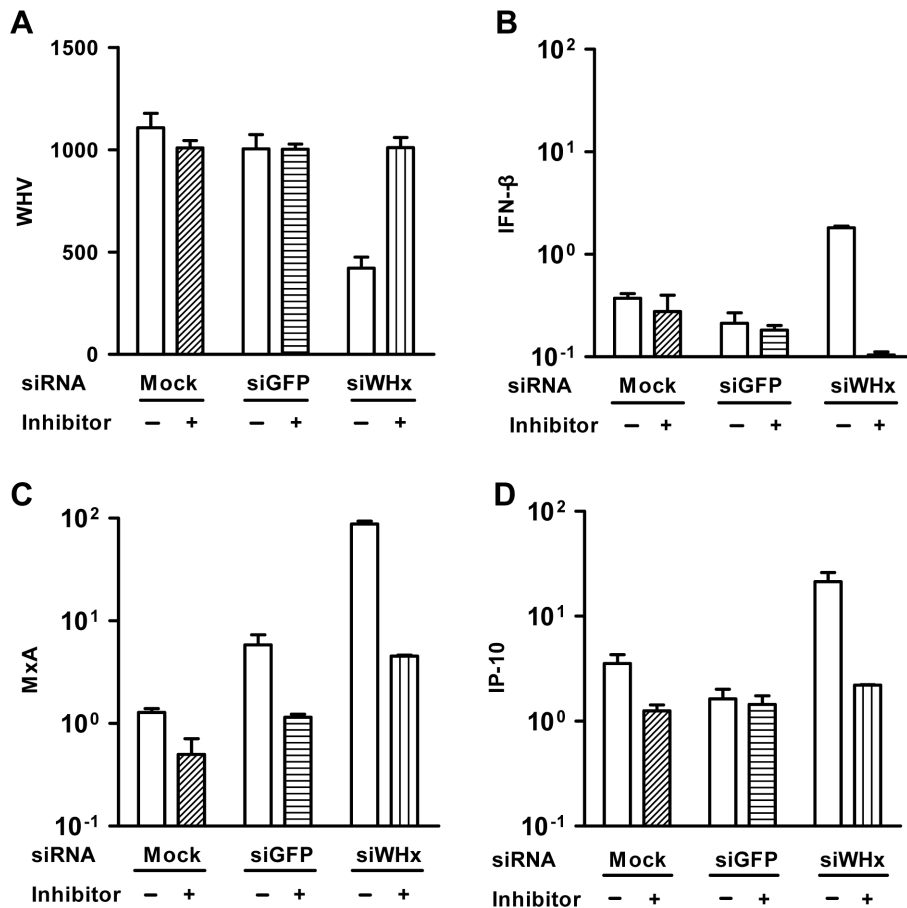 A
1500
1000
500
0
WHV
siRNA Mock siGFP siWHx
Inhibitor – + – + – +
B
10²
10¹
10⁰
10⁻¹
IFN-β
siRNA Mock siGFP siWHx
Inhibitor – + – + – +
C
10²
10¹
10⁰
10⁻¹
MxA
siRNA Mock siGFP siWHx
Inhibitor – + – + – +
D
10²
10¹
10⁰
10⁻¹
IP-10
siRNA Mock siGFP siWHx
Inhibitor – + – + – +